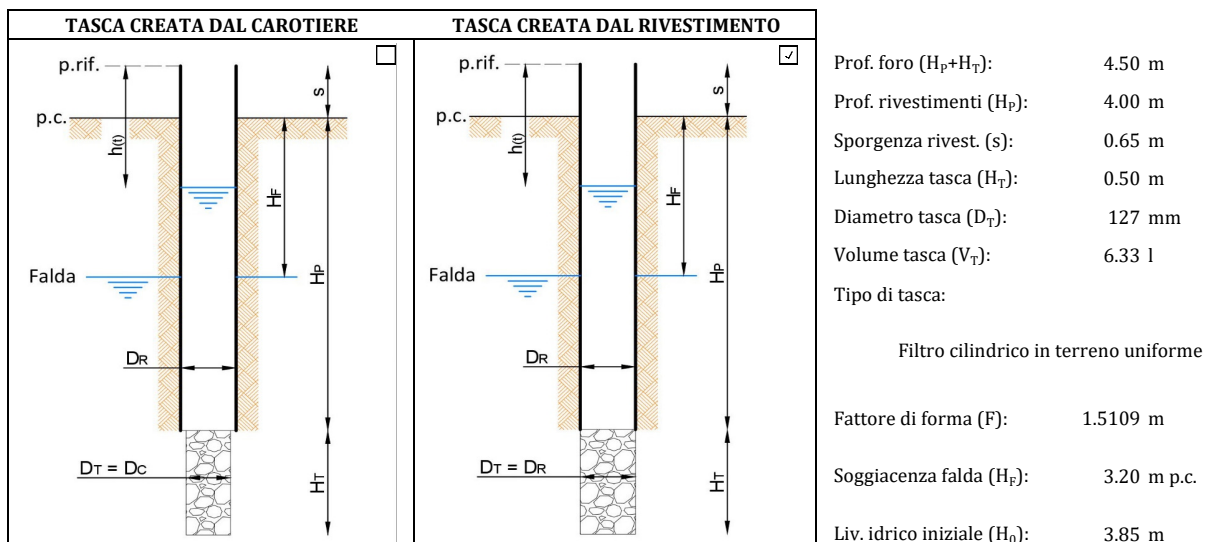 TASCA CREATA DAL CAROTIERE
p.rif.
s
p.c.
h(t)
HF
Falda
HP
DR
DT = DC
HT
TASCA CREATA DAL RIVESTIMENTO
p.rif.
s
p.c.
h(t)
HF
Falda
HP
DR
DT = DR
HT
Prof. foro (HP+HT): 4.50 m
Prof. rivestimenti (HP): 4.00 m
Sporgenza rivest. (s): 0.65 m
Lunghezza tasca (HT): 0.50 m
Diametro tasca (DT): 127 mm
Volume tasca (VT): 6.33 l
Tipo di tasca:
Filtro cilindrico in terreno uniforme
Fattore di forma (F): 1.5109 m
Soggiacenza falda (HF): 3.20 m p.c.
Liv. idrico iniziale (H0): 3.85 m